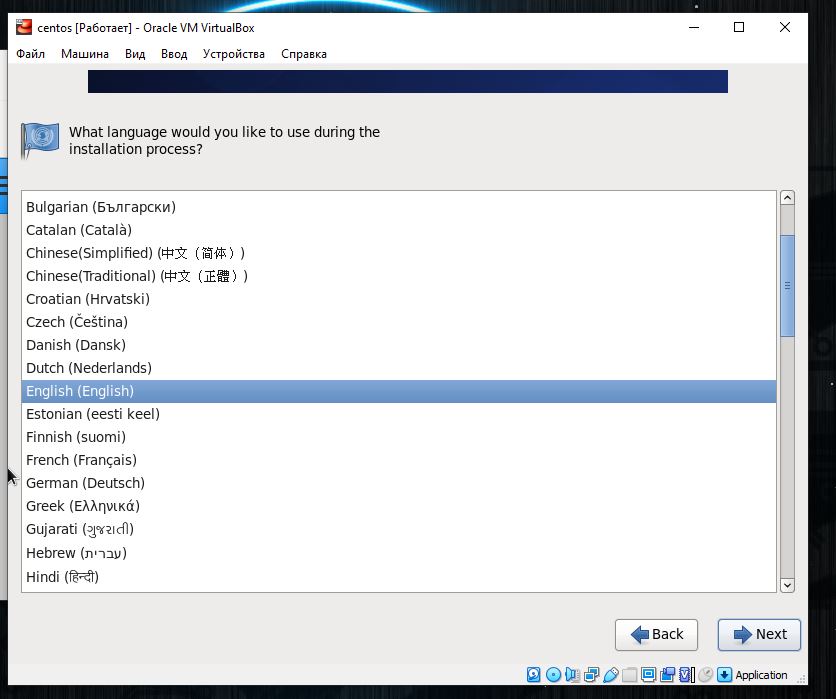 centos [Работает] - Oracle VM VirtualBox
Файл Машина Вид Ввод Устройства Справка
What language would you like to use during the
installation process?
Bulgarian (Български)
Catalan (Català)
Chinese(Simplified) (中文（简体）)
Chinese(Traditional) (中文（正體）)
Croatian (Hrvatski)
Czech (Čeština)
Danish (Dansk)
Dutch (Nederlands)
English (English)
Estonian (eesti keel)
Finnish (suomi)
French (Français)
German (Deutsch)
Greek (Ελληνικά)
Gujarati (ગુજરાતી)
Hebrew (עברית)
Hindi (हिन्दी)
Back Next
Application